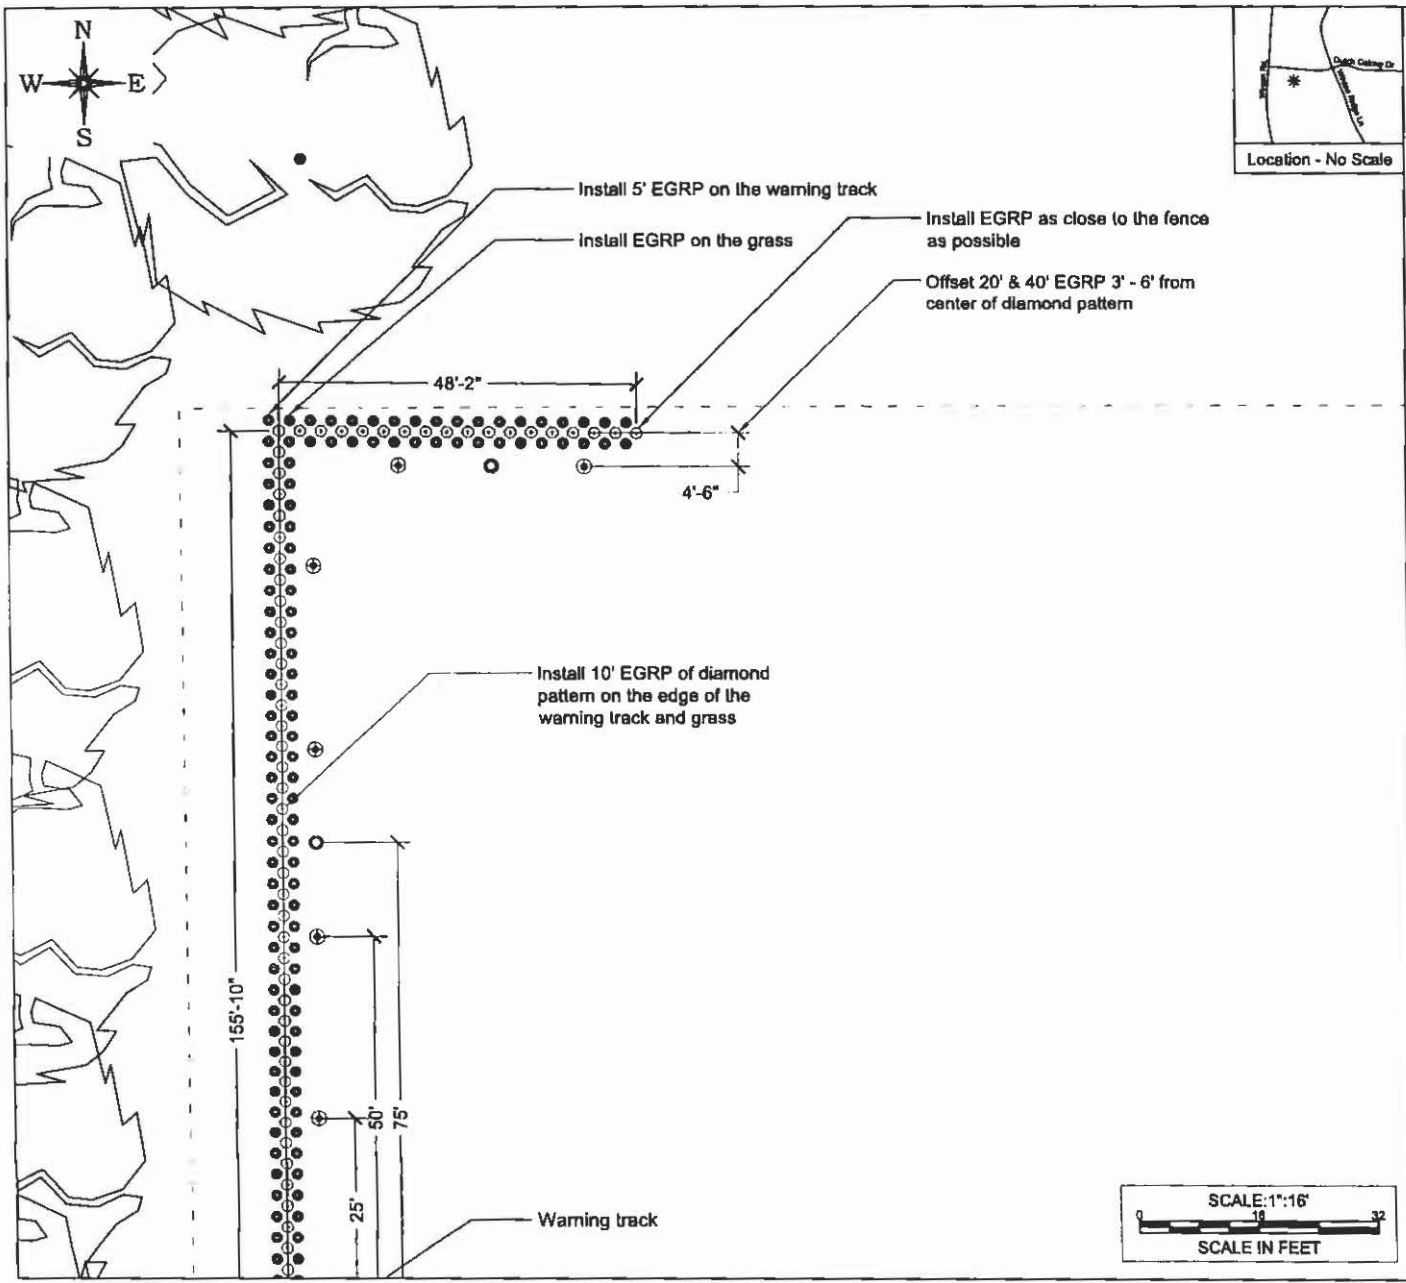 N
W E
S
Dutch Colony Dr
Location - No Scale
Install 5' EGRP on the warning track
Install EGRP as close to the fence
as possible
Install EGRP on the grass
Offset 20' & 40' EGRP 3' - 6' from
center of diamond pattern
48'-2"
4'-6"
Install 10' EGRP of diamond
pattern on the edge of the
warning track and grass
155'-10"
50'
75'
25'
Warning track
SCALE:1":16'
0 16 32
SCALE IN FEET